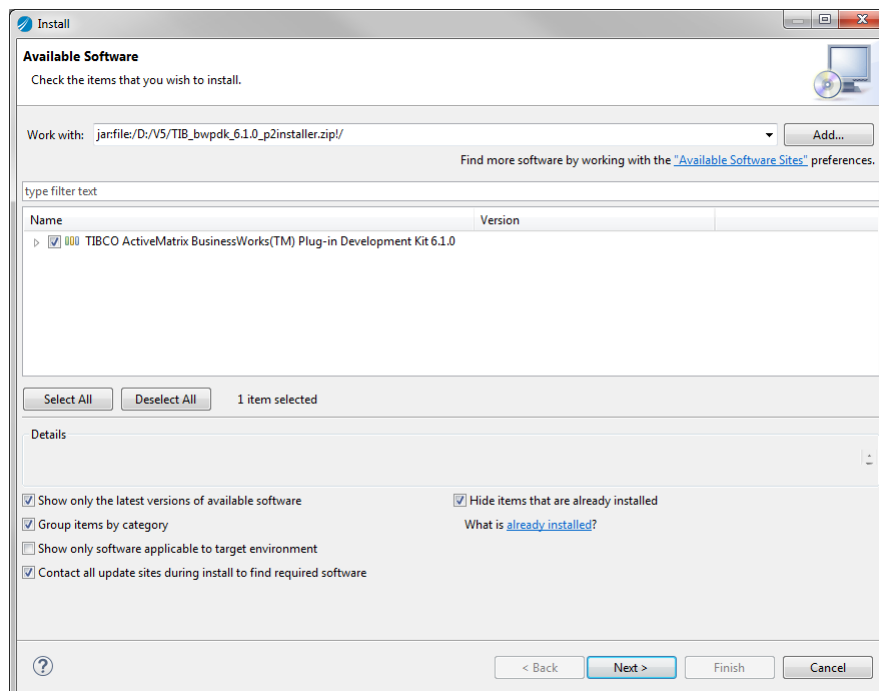 Install
Available Software
Check the items that you wish to install.
Work with: jar:file:/D:/V5/TIB_bwpdk_6.1.0_p2installer.zip!/ Add...
Find more software by working with the "Available Software Sites" preferences.
type filter text
Name Version
TIBCO ActiveMatrix BusinessWorks(TM) Plug-in Development Kit 6.1.0
Select All Deselect All 1 item selected
Details
Show only the latest versions of available software Hide items that are already installed
Group items by category What is already installed?
Show only software applicable to target environment
Contact all update sites during install to find required software
? < Back Next > Finish Cancel